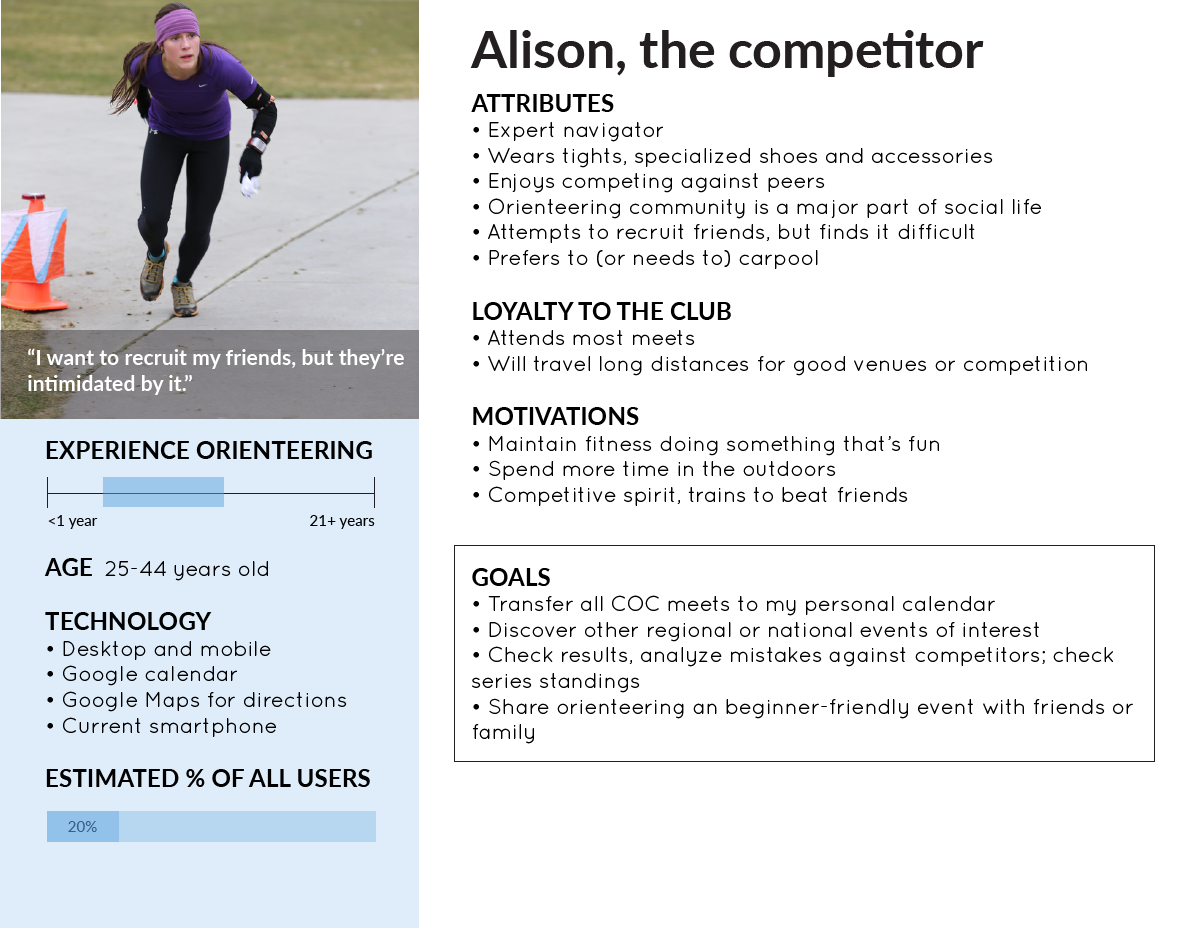 Alison, the competitor
ATTRIBUTES
• Expert navigator
• Wears tights, specialized shoes and accessories
• Enjoys competing against peers
• Orienteering community is a major part of social life
• Attempts to recruit friends, but finds it difficult
• Prefers to (or needs to) carpool
LOYALTY TO THE CLUB
• Attends most meets
• Will travel long distances for good venues or competition
MOTIVATIONS
• Maintain fitness doing something that's fun
• Spend more time in the outdoors
• Competitive spirit, trains to beat friends
GOALS
• Transfer all COC meets to my personal calendar
• Discover other regional or national events of interest
• Check results, analyze mistakes against competitors; check
series standings
• Share orienteering an beginner-friendly event with friends or
family
“I want to recruit my friends, but they’re
intimidated by it.”
EXPERIENCE ORIENTEERING
<1 year 21+ years
AGE 25-44 years old
TECHNOLOGY
• Desktop and mobile
• Google calendar
• Google Maps for directions
• Current smartphone
ESTIMATED % OF ALL USERS
20%